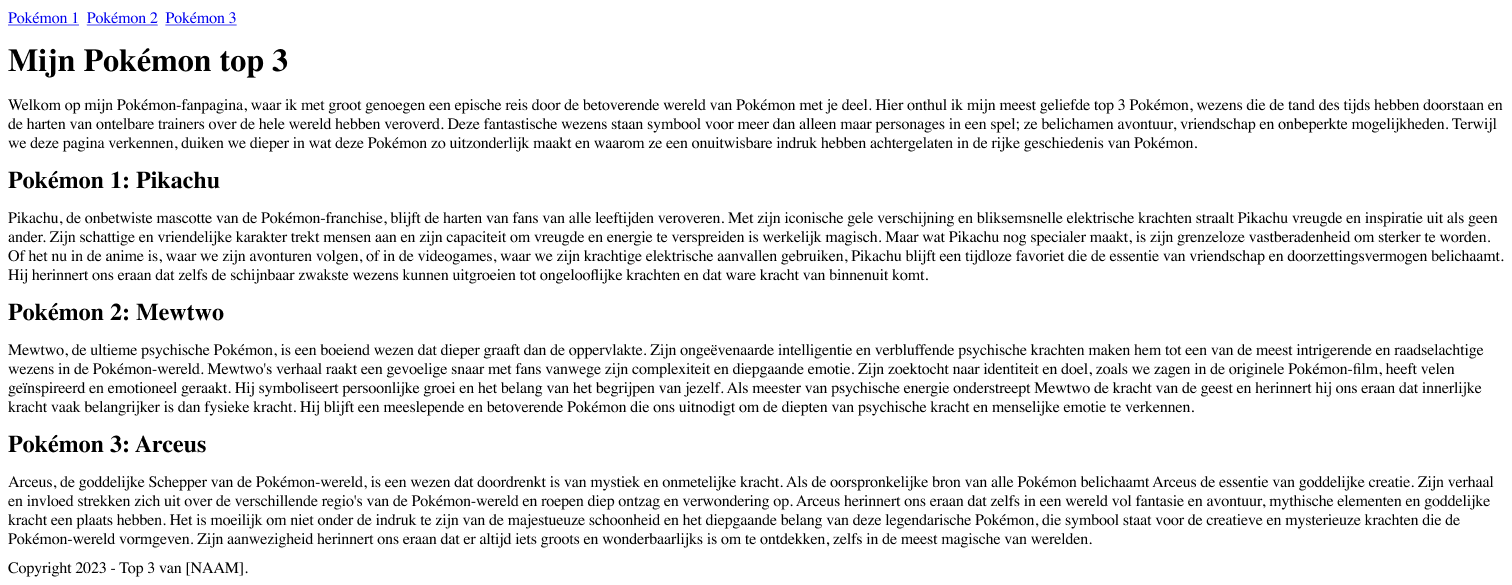 Pokémon 1 Pokémon 2 Pokémon 3
Mijn Pokémon top 3
Welkom op mijn Pokémon-fanpagina, waar ik met groot genoegen een epische reis door de betoverende wereld van Pokémon met je deel. Hier onthul ik mijn meest geliefde top 3 Pokémon, wezens die de tand des tijds hebben doorstaan en
de harten van ontelbare trainers over de hele wereld hebben veroverd. Deze fantastische wezens staan symbool voor meer dan alleen maar personages in een spel; ze belichamen avontuur, vriendschap en onbeperkte mogelijkheden. Terwijl
we deze pagina verkennen, duiken we dieper in wat deze Pokémon zo uitzonderlijk maakt en waarom ze een onuitwisbare indruk hebben achtergelaten in de rijke geschiedenis van Pokémon.
Pokémon 1: Pikachu
Pikachu, de onbetwiste mascotte van de Pokémon-franchise, blijft de harten van fans van alle leeftijden veroveren. Met zijn iconische gele verschijning en bliksemsnelle elektrische krachten straalt Pikachu vreugde en inspiratie uit als geen
ander. Zijn schattige en vriendelijke karakter trekt mensen aan en zijn capaciteit om vreugde en energie te verspreiden is werkelijk magisch. Maar wat Pikachu nog specialer maakt, is zijn grenzeloze vastberadenheid om sterker te worden.
Of het nu in de anime is, waar we zijn avonturen volgen, of in de videogames, waar we zijn krachtige elektrische aanvallen gebruiken, Pikachu blijft een tijdloze favoriet die de essentie van vriendschap en doorzettingsvermogen belichaamt.
Hij herinnert ons eraan dat zelfs de schijnbaar zwakste wezens kunnen uitgroeien tot ongelooflijke krachten en dat ware kracht van binnenuit komt.
Pokémon 2: Mewtwo
Mewtwo, de ultieme psychische Pokémon, is een boeiend wezen dat dieper graaft dan de oppervlakte. Zijn ongeëvenaarde intelligentie en verbluffende psychische krachten maken hem tot een van de meest intrigerende en raadselachtige
wezens in de Pokémon-wereld. Mewtwo's verhaal raakt een gevoelige snaar met fans vanwege zijn complexiteit en diepgaande emotie. Zijn zoektocht naar identiteit en doel, zoals we zagen in de originele Pokémon-film, heeft velen
geïnspireerd en emotioneel geraakt. Hij symboliseert persoonlijke groei en het belang van het begrijpen van jezelf. Als meester van psychische energie onderstreept Mewtwo de kracht van de geest en herinnert hij ons eraan dat innerlijke
kracht vaak belangrijker is dan fysieke kracht. Hij blijft een meeslepende en betoverende Pokémon die ons uitnodigt om de diepten van psychische kracht en menselijke emotie te verkennen.
Pokémon 3: Arceus
Arceus, de goddelijke Schepper van de Pokémon-wereld, is een wezen dat doordrenkt is van mystiek en onmetelijke kracht. Als de oorspronkelijke bron van alle Pokémon belichaamt Arceus de essentie van goddelijke creatie. Zijn verhaal
en invloed strekken zich uit over de verschillende regio's van de Pokémon-wereld en roepen diep ontzag en verwondering op. Arceus herinnert ons eraan dat zelfs in een wereld vol fantasie en avontuur, mythische elementen en goddelijke
kracht een plaats hebben. Het is moeilijk om niet onder de indruk te zijn van de majestueuze schoonheid en het diepgaande belang van deze legendarische Pokémon, die symbool staat voor de creatieve en mysterieuze krachten die de
Pokémon-wereld vormgeven. Zijn aanwezigheid herinnert ons eraan dat er altijd iets groots en wonderbaarlijks is om te ontdekken, zelfs in de meest magische van werelden.
Copyright 2023 - Top 3 van [NAAM].